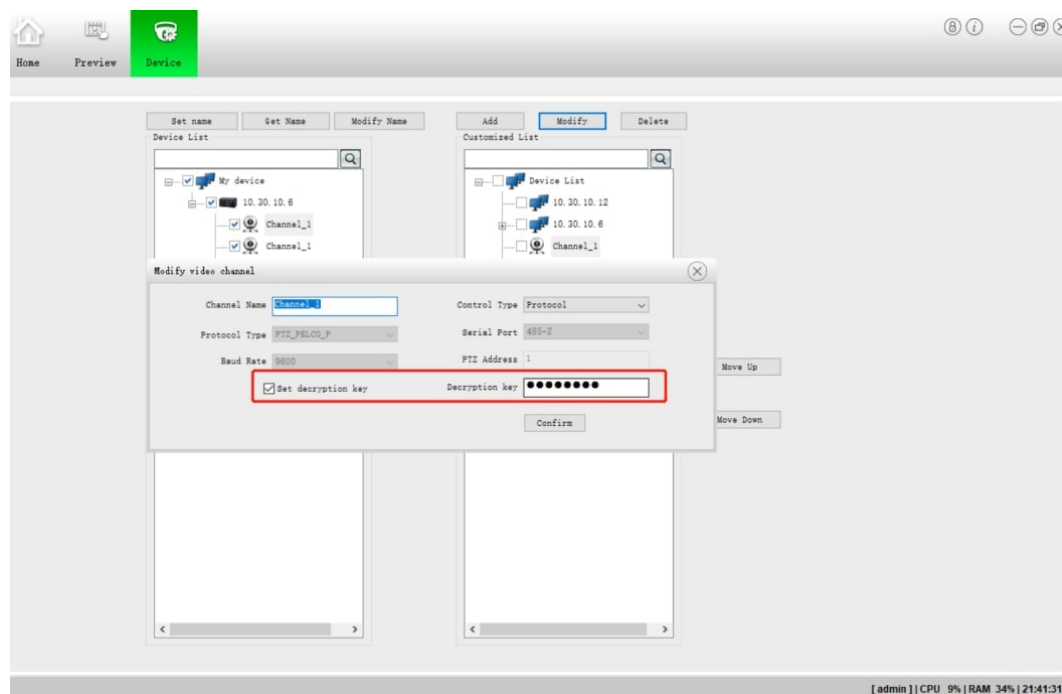 Home Preview Device
Set name Get Name Modify Name Add Modify Delete
Device List Customized List
My device Device List
10.30.10.6 10.30.10.12
Channel_1 10.30.10.6
Channel_1 Channel_1
Modify video channel
Channel Name Channel_1 Control Type Protocol
Protocol Type PTZ_PELCO_P Serial Port 485-2
Baud Rate 9600 PTZ Address 1
Set decryption key Decryption key ●●●●●●●●
Move Up
Confirm Move Down
[ admin ] | CPU 9% | RAM 34% | 21:41:31